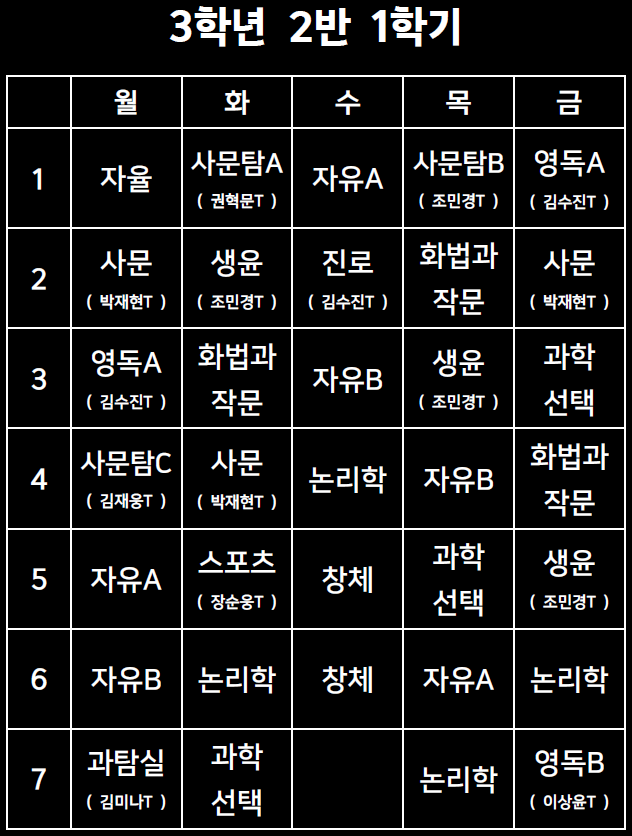 3학년 2반 1학기
월 화 수 목 금
1 자율 사문탐A 자유A 사문탐B 영독A
( 권혁문T ) ( 조민경T ) ( 김수진T )
2 사문 생윤 진로 화법과 사문
( 박재현T ) ( 조민경T ) ( 김수진T ) 작문 ( 박재현T )
3 영독A 화법과 자유B 생윤 과학
( 김수진T ) 작문 ( 조민경T ) 선택
4 사문탐C 사문 논리학 자유B 화법과
( 김재웅T ) ( 박재현T ) 작문
5 자유A 스포츠 창체 과학 생윤
( 장순웅T ) 선택 ( 조민경T )
6 자유B 논리학 창체 자유A 논리학
7 과탐실 과학 논리학 영독B
( 김미나T ) 선택 ( 이상윤T )